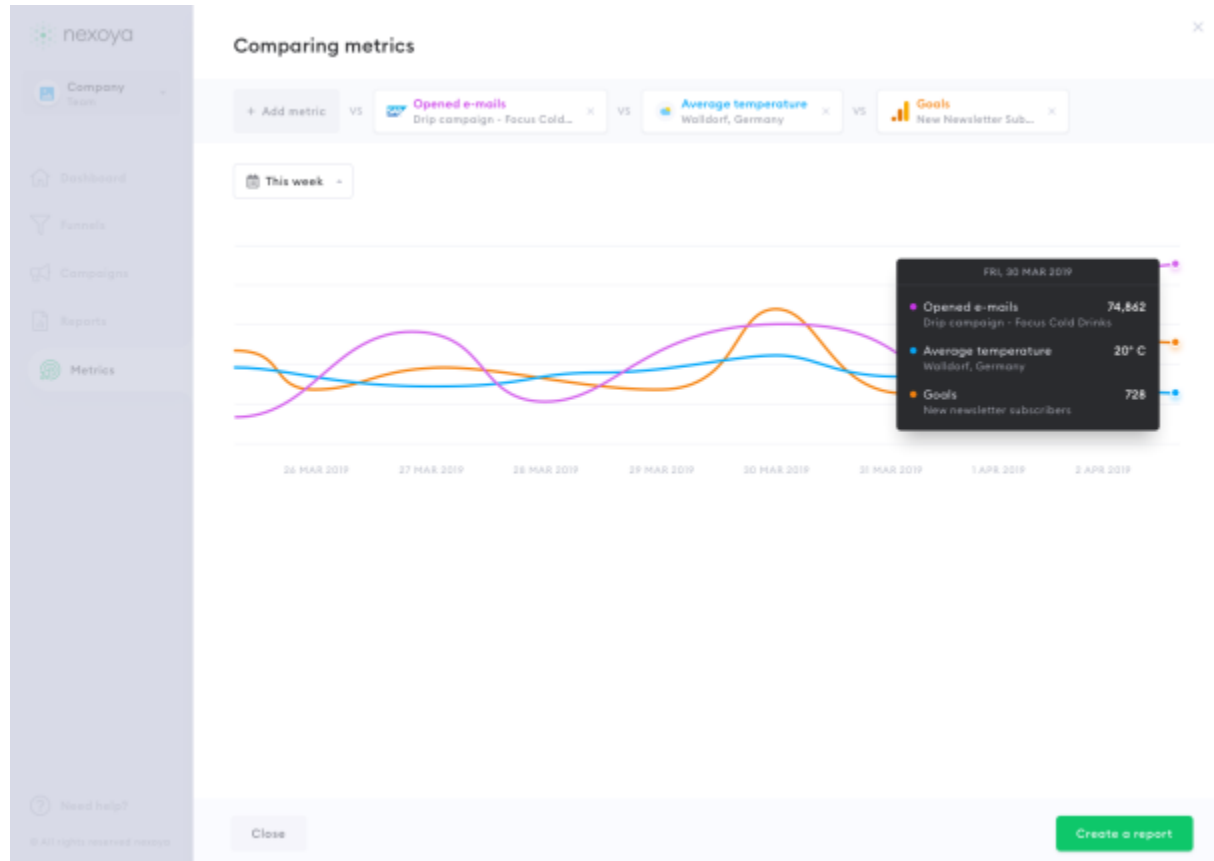 nexoya
Company
Team
Dashboard
Funnels
Campaigns
Reports
Metrics
Need help?
© All rights reserved nexoya
Comparing metrics
+ Add metric
VS
SAP
Opened e-mails
Drip campaign - Focus Cold...
VS
Average temperature
Walldorf, Germany
VS
Goals
New Newsletter Sub...
This week
FRI, 30 MAR 2019
Opened e-mails 74,862
Drip campaign - Focus Cold Drinks
Average temperature 20° C
Walldorf, Germany
Goals 728
New newsletter subscribers
26 MAR 2019 27 MAR 2019 28 MAR 2019 29 MAR 2019 30 MAR 2019 31 MAR 2019 1 APR 2019 2 APR 2019
Close
Create a report